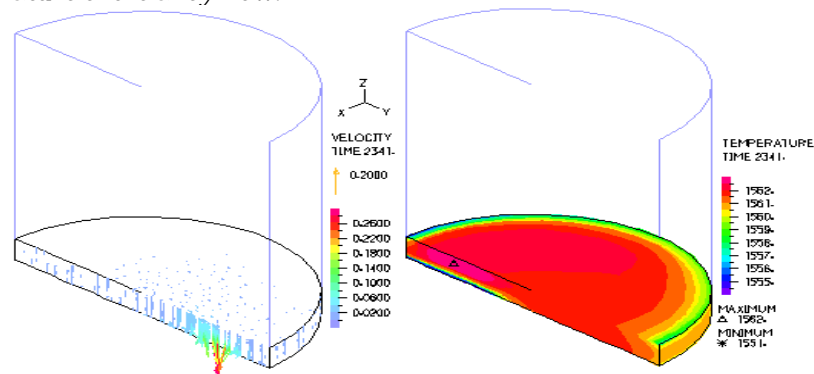 Z
X Y
VELOCITY
TIME 2341.
0.2000
0.2600
0.2200
0.1800
0.1400
0.1000
0.0600
0.0200
TEMPERATURE
TIME 2341.
1562.
1561.
1560.
1559.
1558.
1557.
1556.
1555.
MAXIMUM
△ 1562.
MINIMUM
✳ 1551.